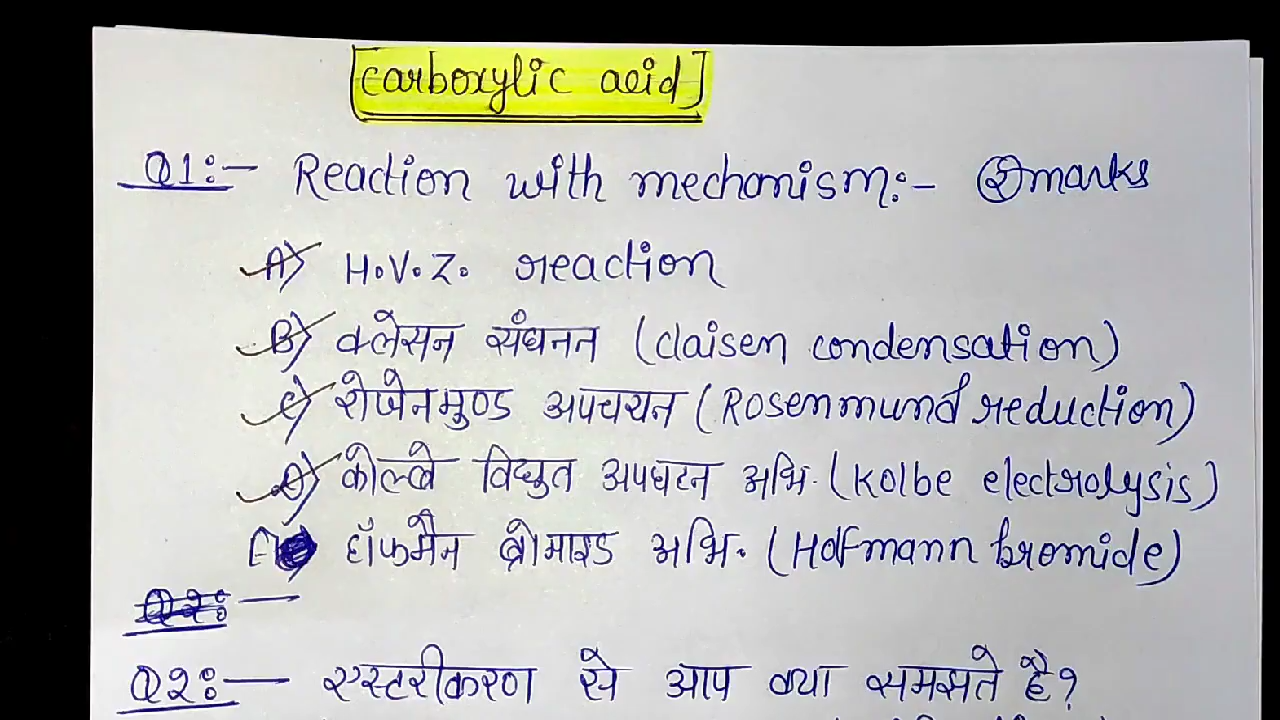 [carboxylic acid]
Q1:- Reaction with mechanism:- ② marks
A) H.V.Z. reaction
B) क्लेसन संघनन (claisen condensation)
C) रोजेनमुण्ड अपचयन (Rosenmund reduction)
D) कोल्बे विद्युत अपघटन अभि. (Kolbe electrolysis)
हॉफमैन ब्रोमाइड अभि. (Hofmann bromide)
Q2:- एस्टरीकरण से आप क्या समझते है?